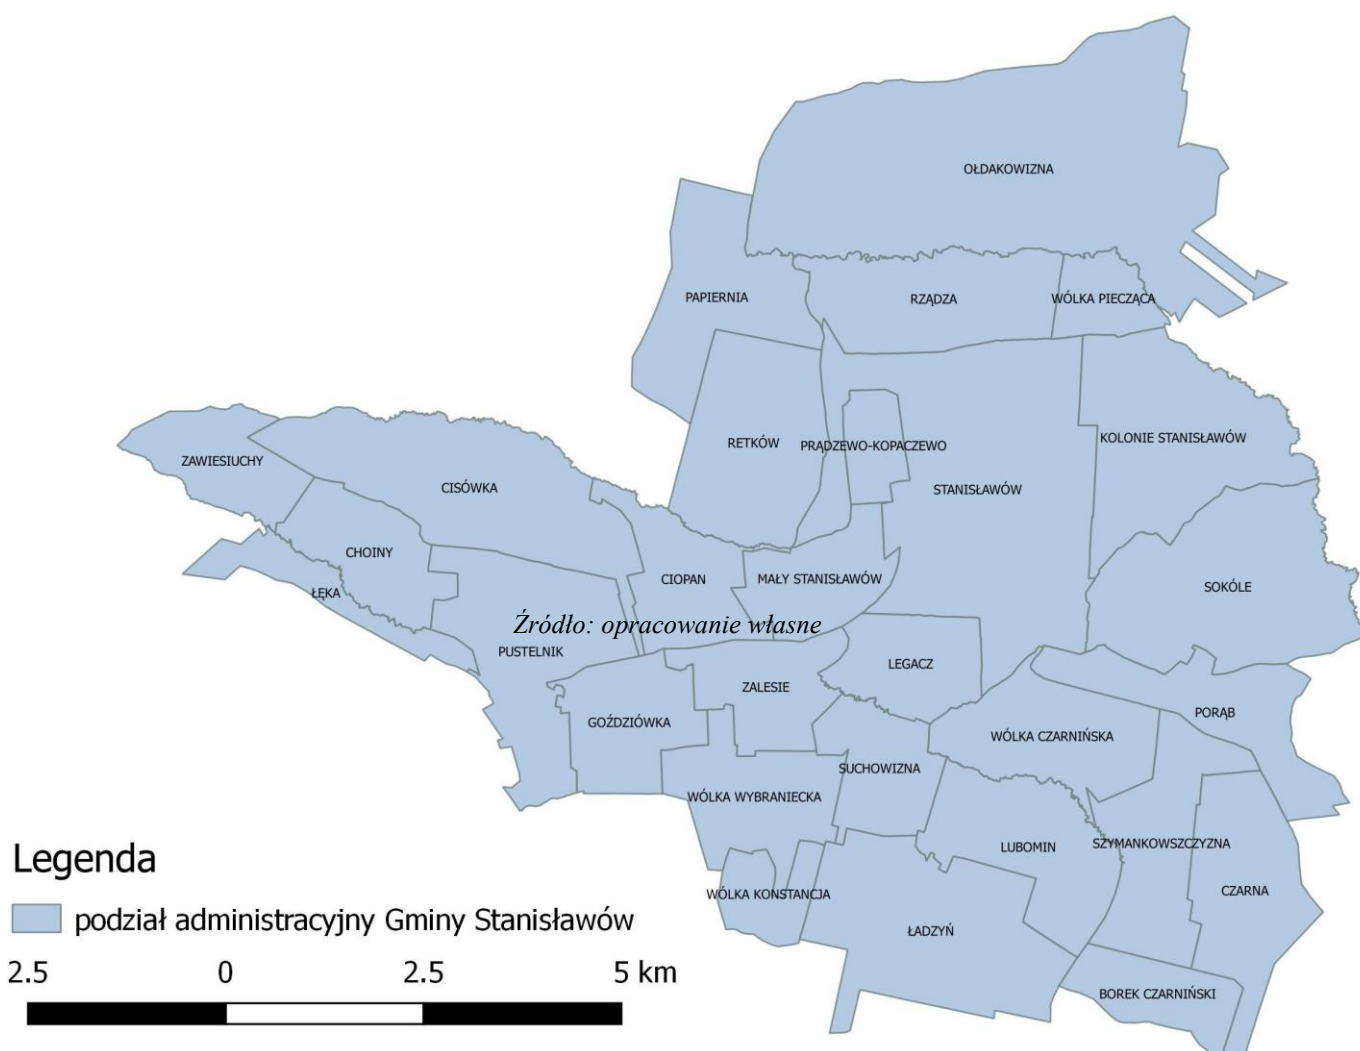 OŁDAKOWIZNA
PAPIERNIA
RZĄDZA
WÓLKA PIECZĄCA
RETKÓW
PRĄDZEWO-KOPACZEWO
KOLONIE STANISŁAWÓW
ZAWIESIUCHY
CISÓWKA
STANISŁAWÓW
CHOINY
CIOPAN
MAŁY STANISŁAWÓW
SOKÓLE
ŁĘKA
Źródło: opracowanie własne
PUSTELNIK
LEGACZ
ZALESIE
GOŹDZIÓWKA
PORĄB
WÓLKA CZARNIŃSKA
SUCHOWIZNA
WÓLKA WYBRANIECKA
LUBOMIN
SZYMANKOWSZCZYZNA
WÓLKA KONSTANCJA
CZARNA
ŁADZYŃ
BOREK CZARNIŃSKI
Legenda
podział administracyjny Gminy Stanisławów
2.5 0 2.5 5 km